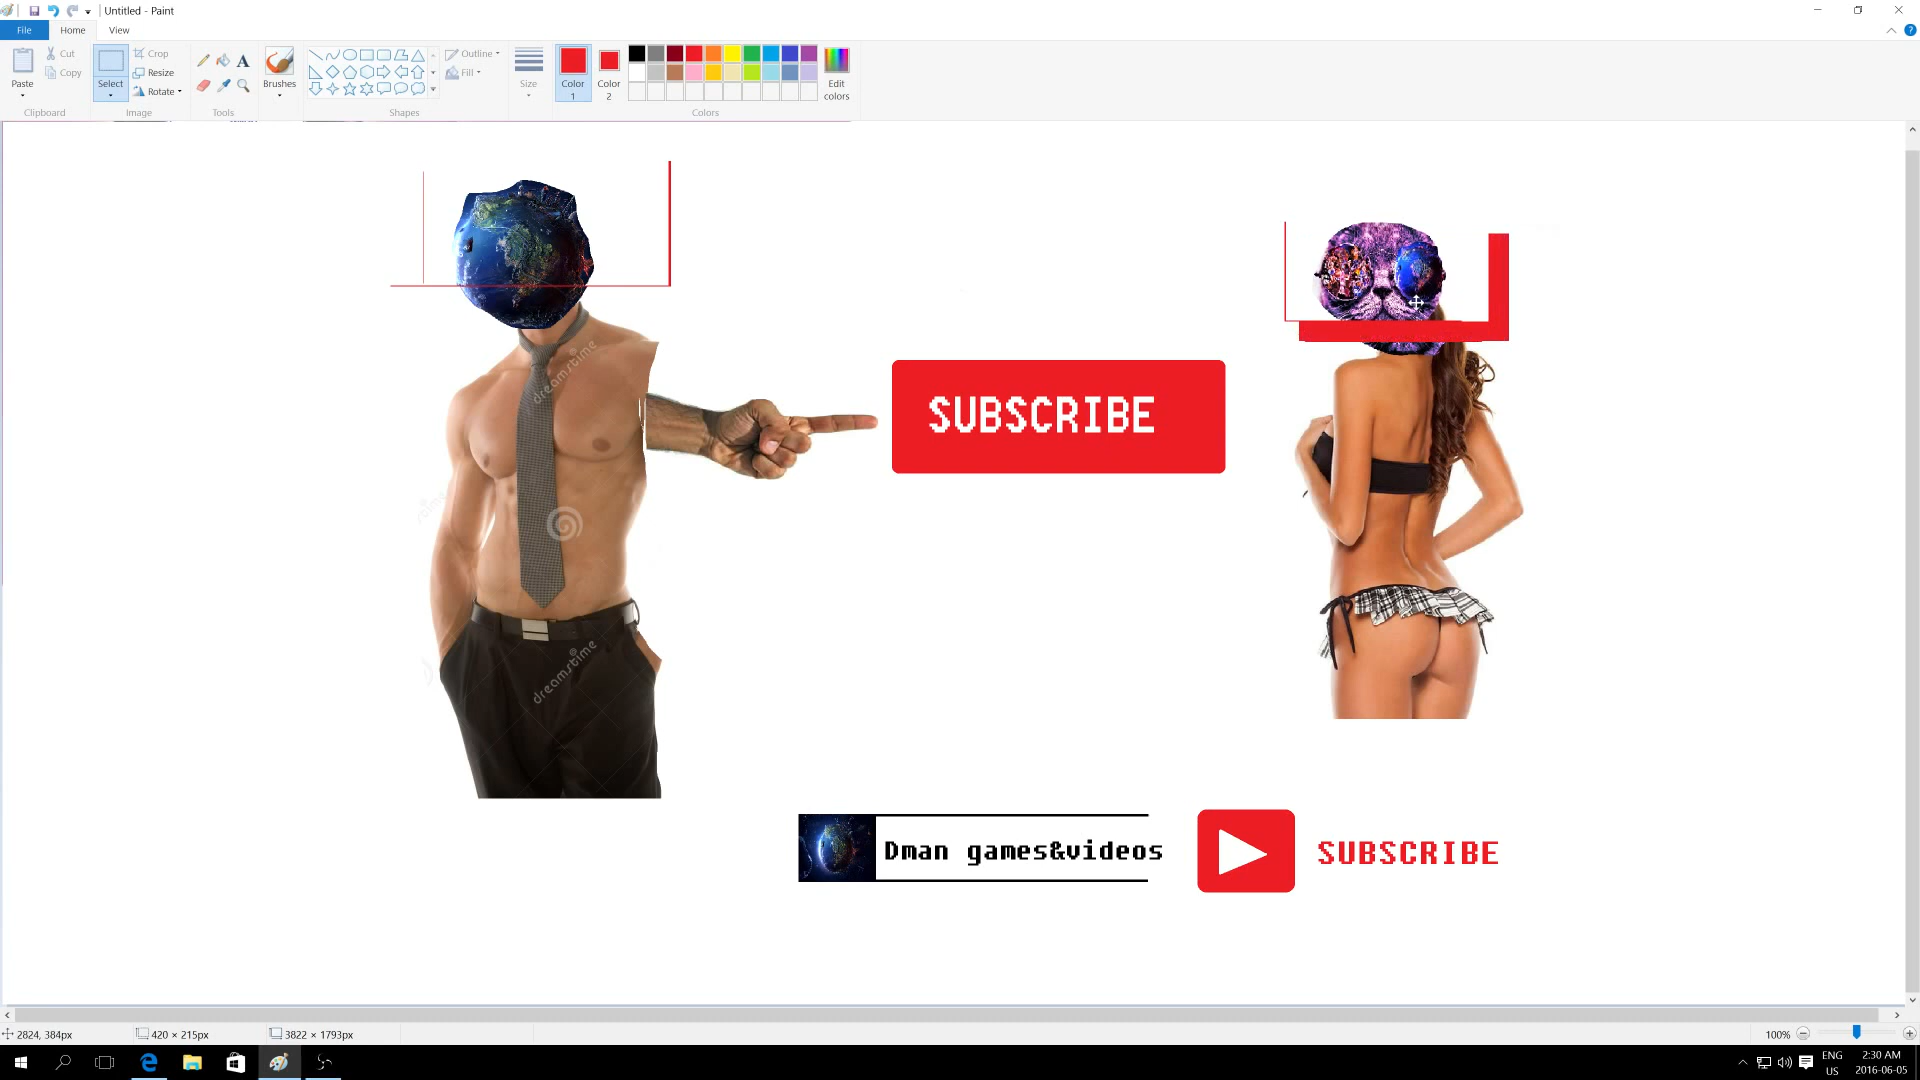 Untitled - Paint
File Home View
Paste
Cut
Copy
Clipboard
Select
Crop
Resize
Rotate
Image
Tools
Brushes
Shapes
Outline
Fill
Size
Color 1
Color 2
Edit colors
Colors
dreamstime
SUBSCRIBE
dreamstime
Dman games&videos
SUBSCRIBE
2824, 384px
420 × 215px
3822 × 1793px
100%
ENG
US
2:30 AM
2016-06-05